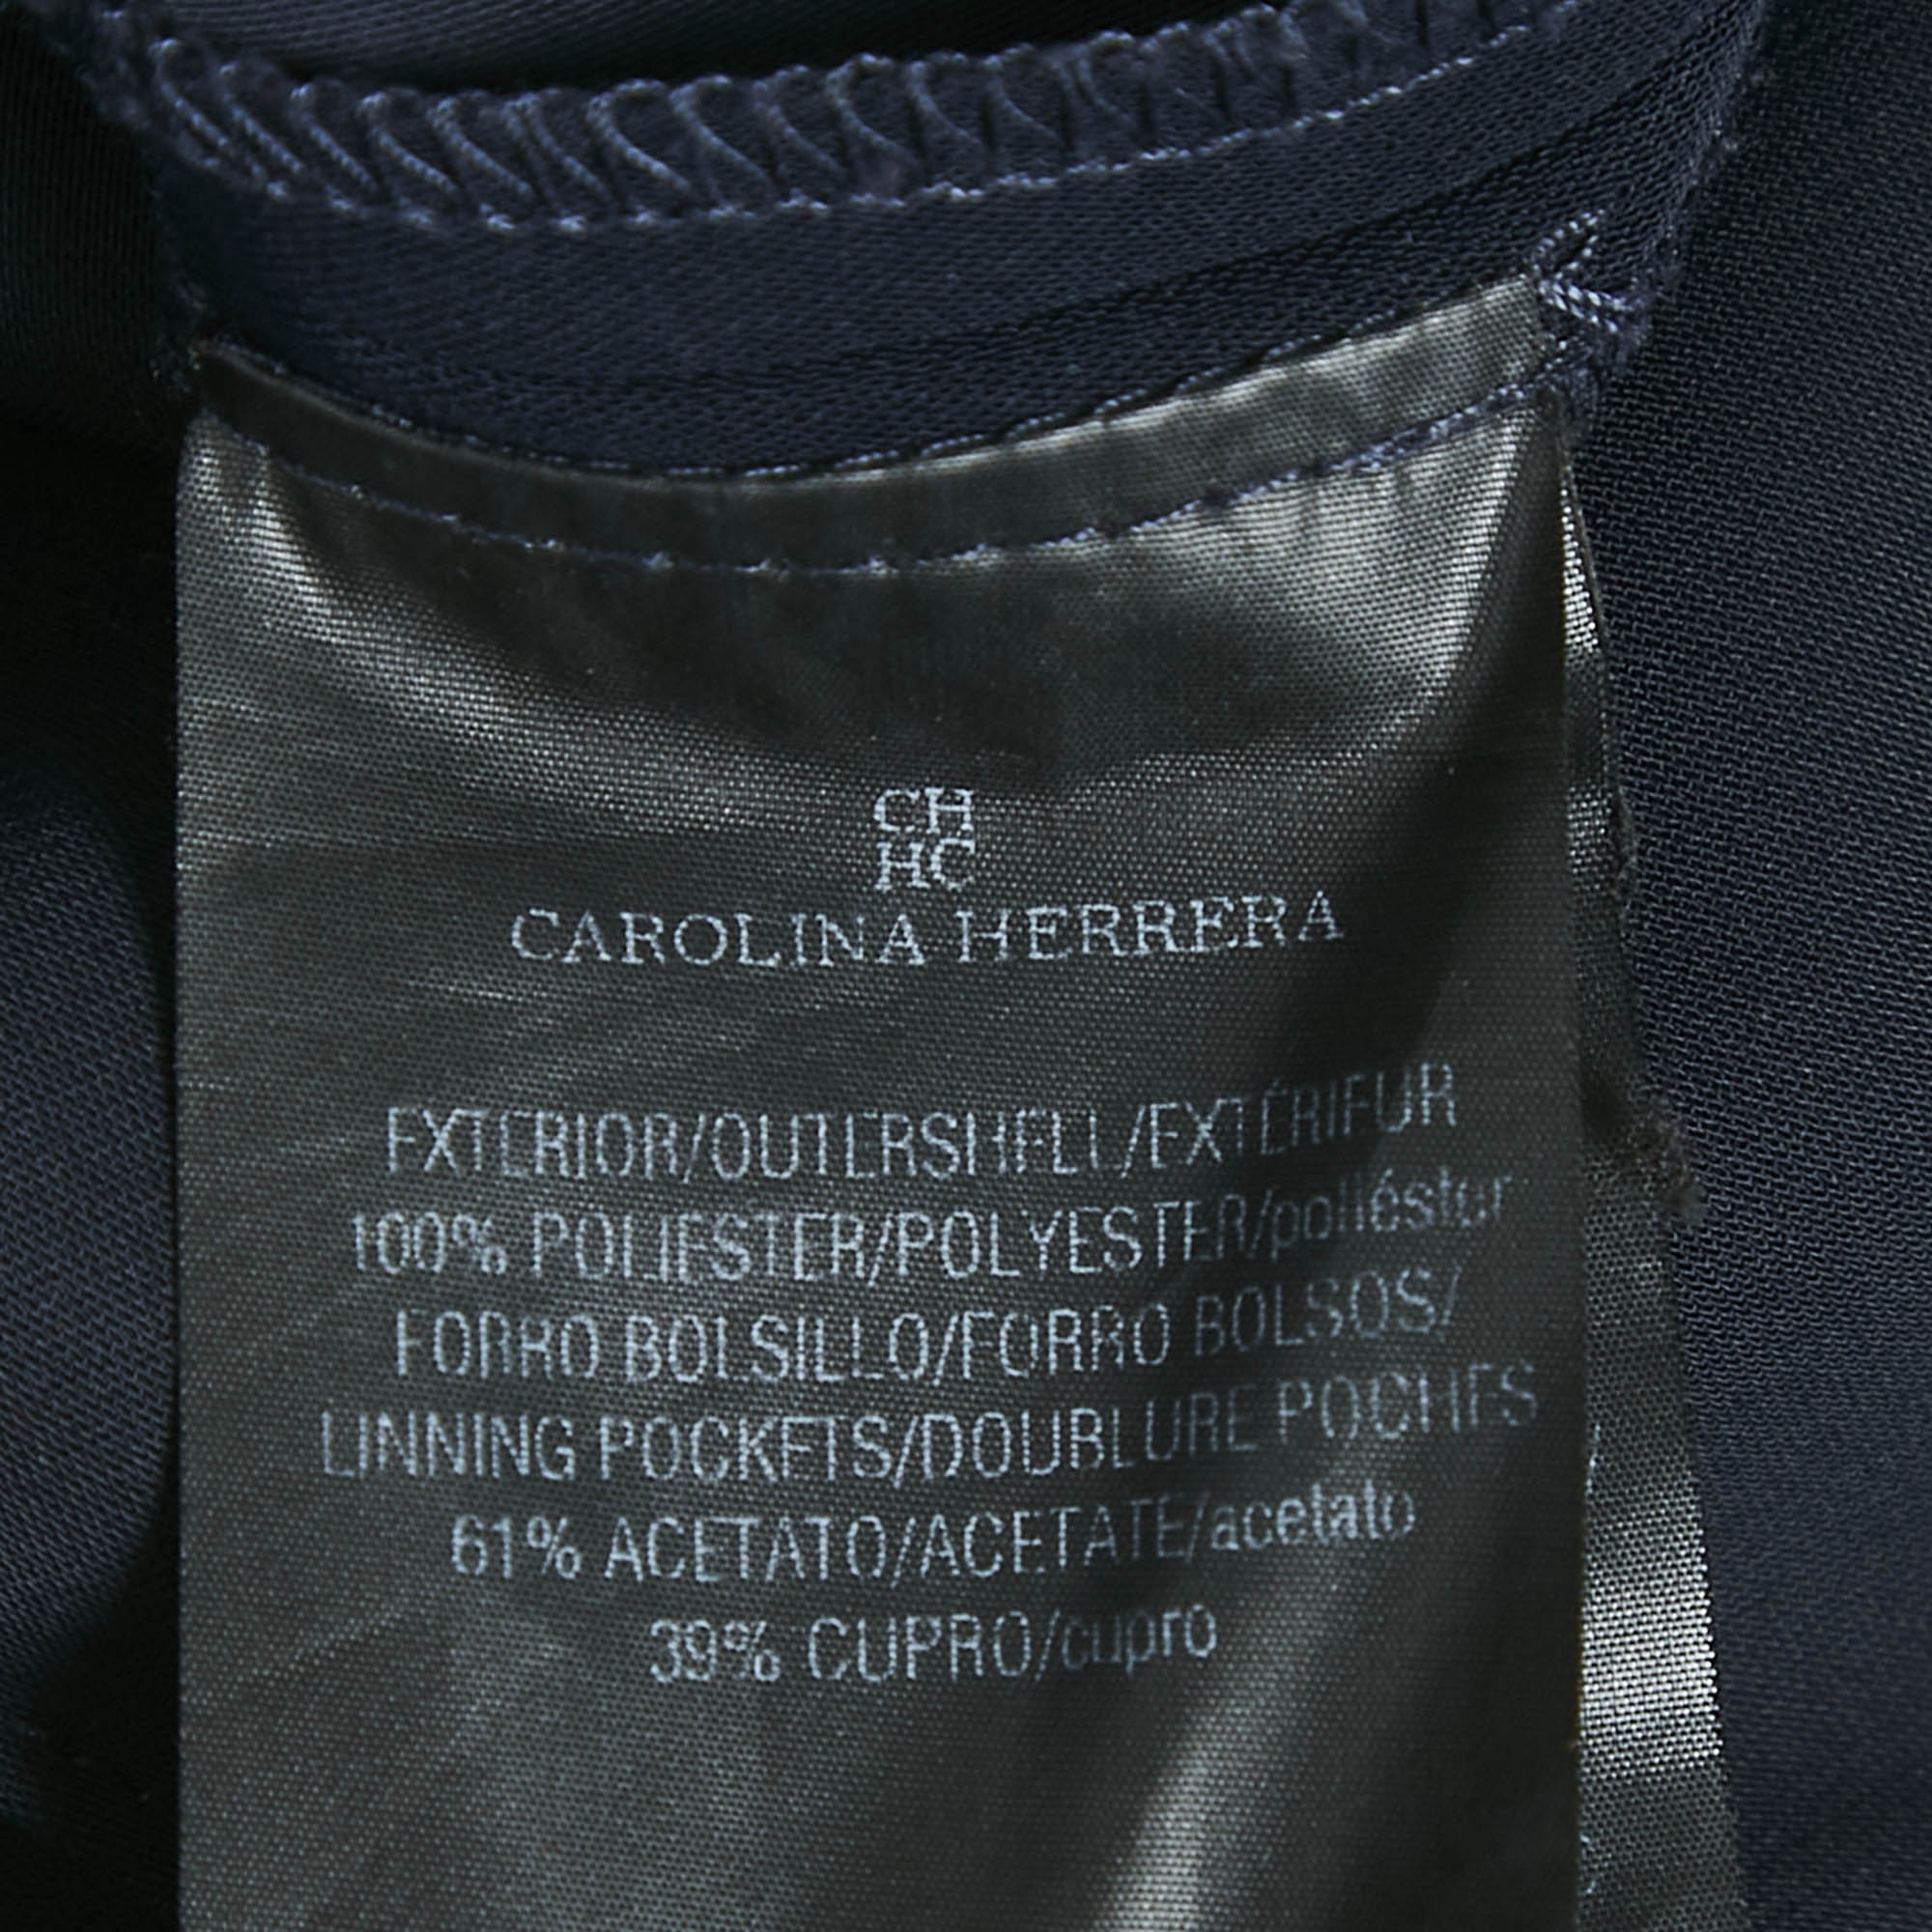 CH
HC
CAROLINA HERRERA
EXTERIOR/OUTERSHELL/EXTÉRIEUR
100% POLIESTER/POLYESTER/poliéster
FORRO BOLSILLO/FORRO BOLSOS/
LINNING POCKETS/DOUBLURE POCHES
61% ACETATO/ACETATE/acetato
39% CUPRO/cupro